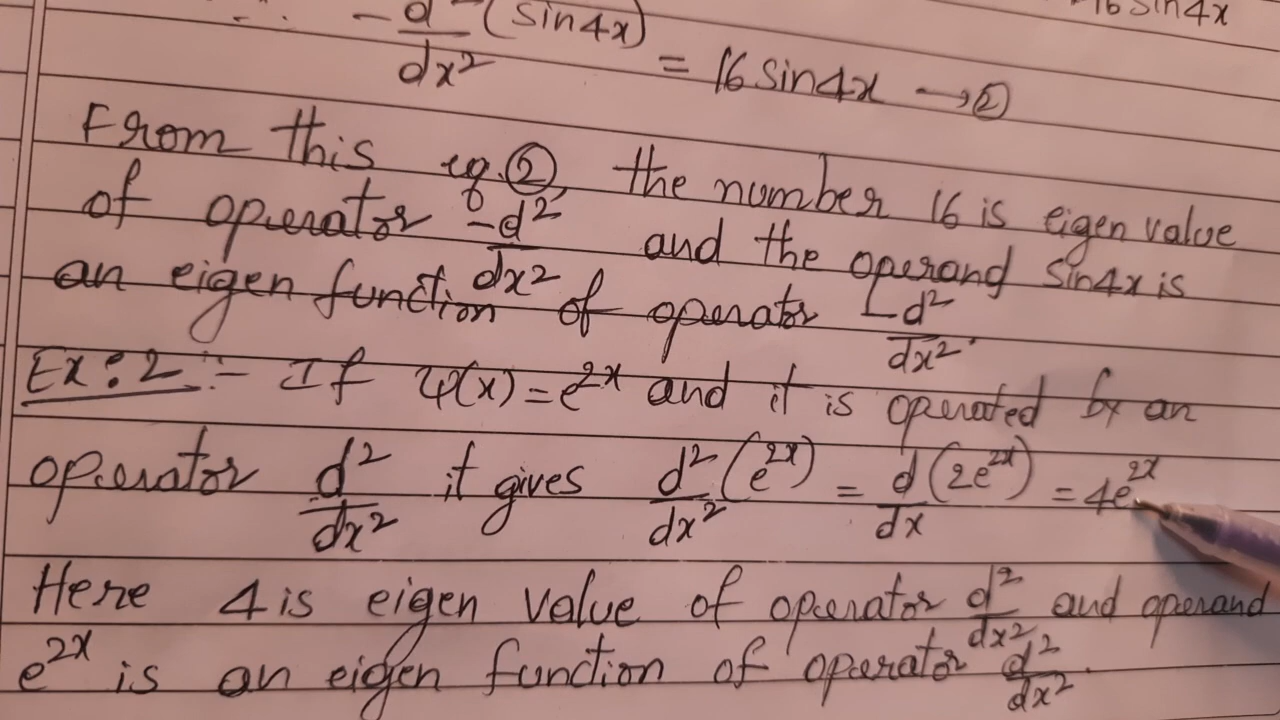 ∴ -d²/dx² (sin4x) = 16 sin4x → ②
16 sin4x
From this eq. ②, the number 16 is eigen value
of operator -d²/dx² and the operand sin4x is
an eigen function of operator -d²/dx².
Ex: 2 :- If ψ(x) = e^2x and it is operated by an
operator d²/dx² it gives d²/dx² (e^2x) = d/dx (2e^2x) = 4e^2x
Here 4 is eigen value of operator d²/dx² and operand
e^2x is an eigen function of operator d²/dx².